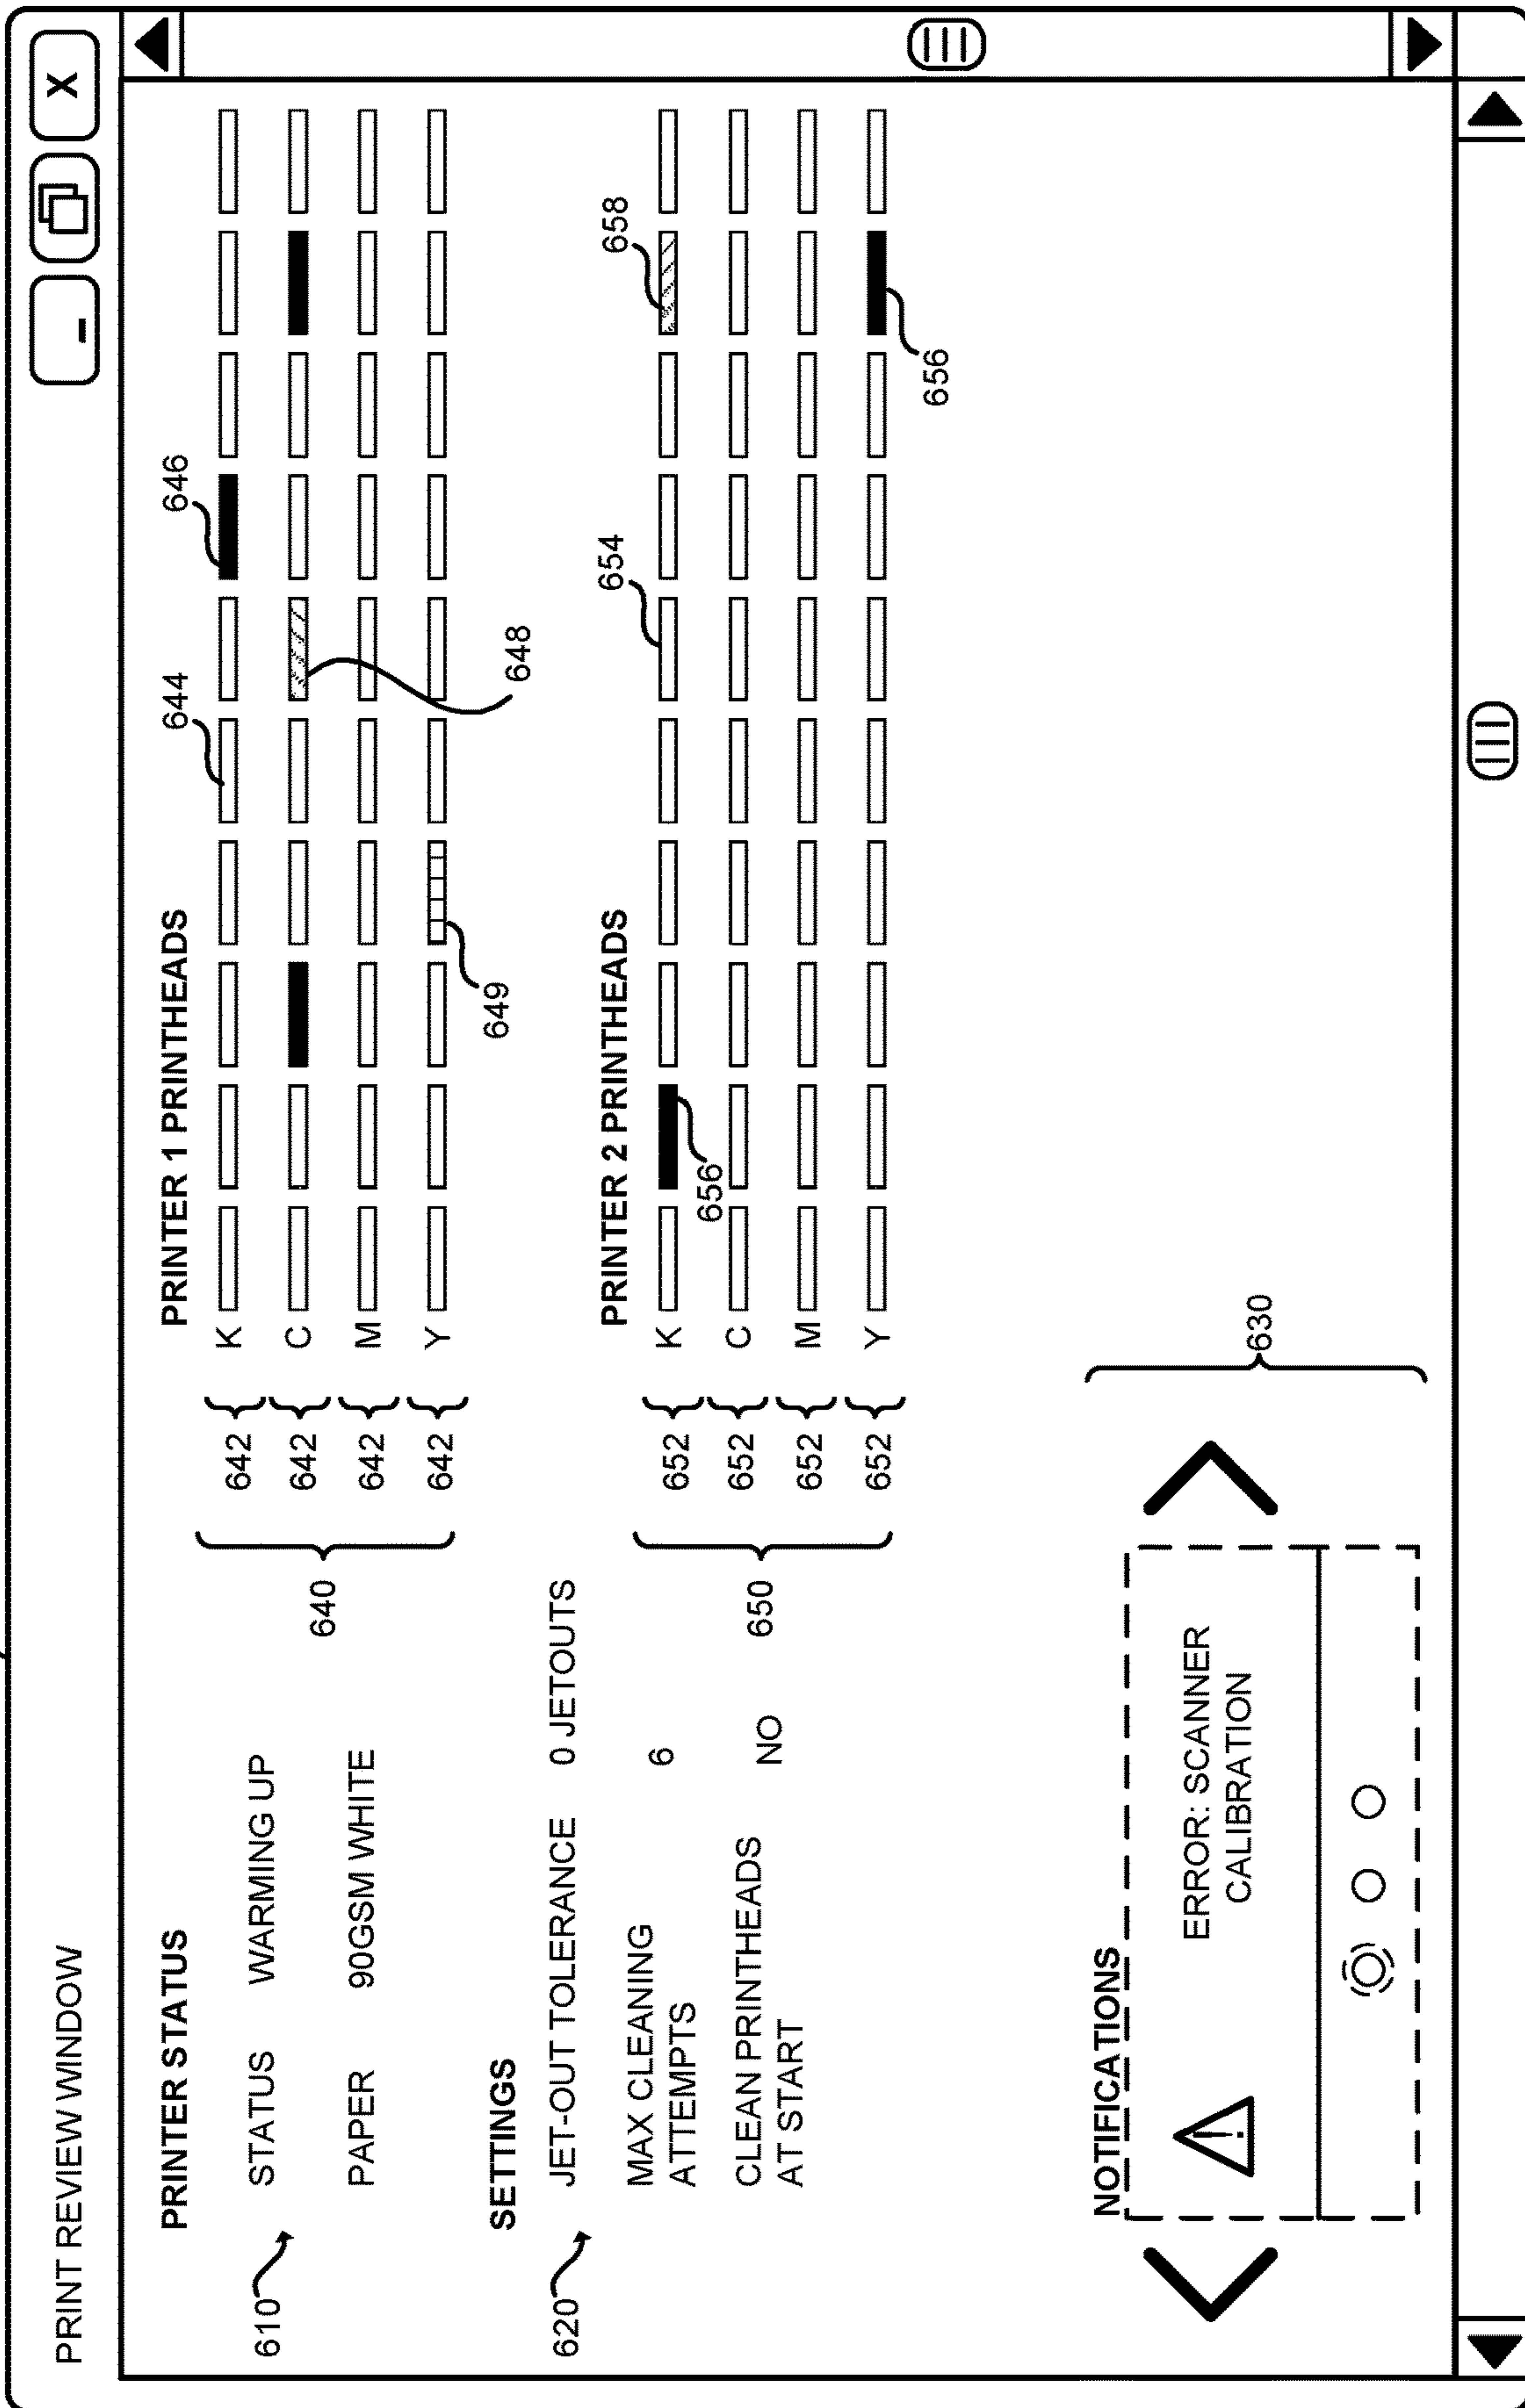 PRINT REVIEW WINDOW
- X
PRINTER STATUS
610
STATUS WARMING UP
PAPER 90GSM WHITE
640
SETTINGS
620
JET-OUT TOLERANCE 0 JETOUTS
MAX CLEANING 6
ATTEMPTS
CLEAN PRINTHEADS NO
AT START
650
NOTIFICATIONS
! ERROR: SCANNER
CALIBRATION
630
PRINTER 1 PRINTHEADS
644 646
642 K
642 C
642 M
642 Y
649 648
PRINTER 2 PRINTHEADS
654 658
652 K
656
652 C
652 M
652 Y
656